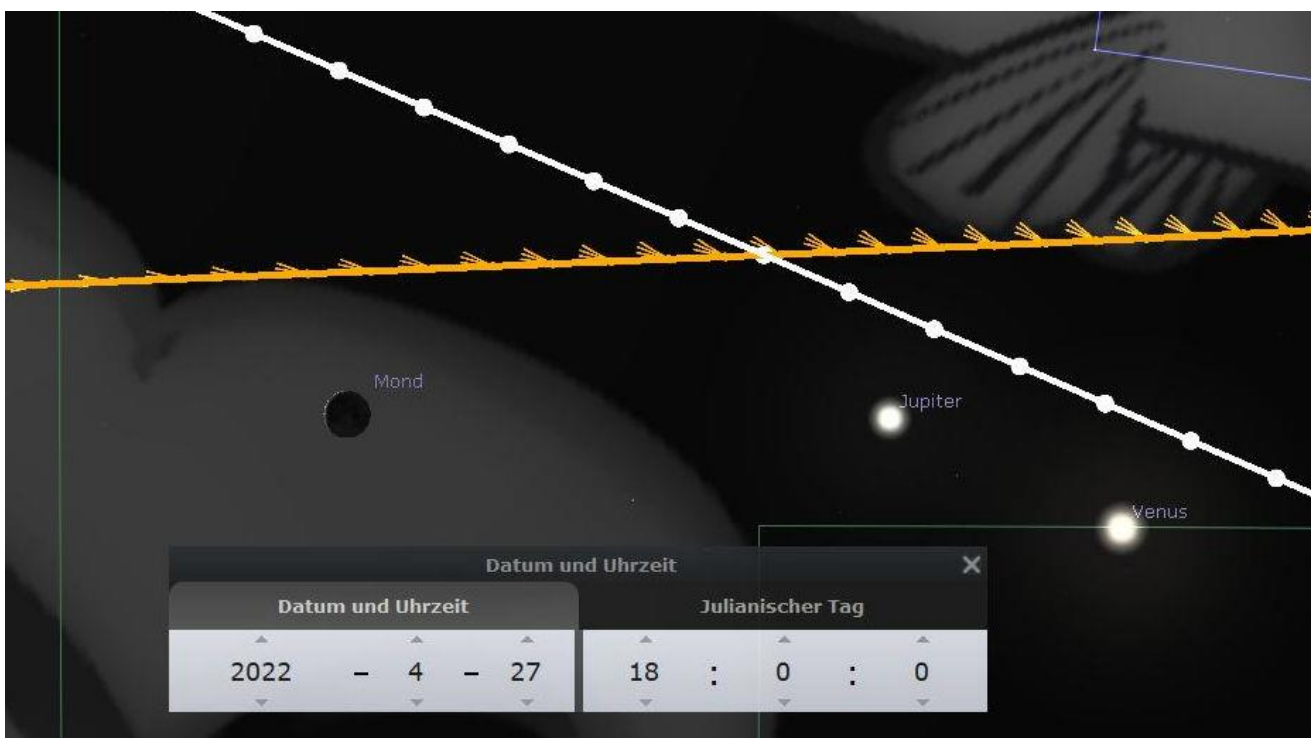 Mond
Jupiter
Venus
Datum und Uhrzeit
Datum und Uhrzeit Julianischer Tag
2022 – 4 – 27 18 : 0 : 0